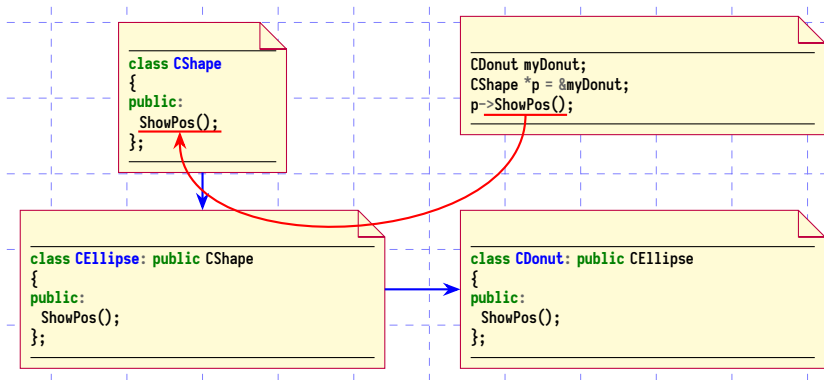 class CShape
{
public:
ShowPos();
};
CDonut myDonut;
CShape *p = &myDonut;
p->ShowPos();
class CEllipse: public CShape
{
public:
ShowPos();
};
class CDonut: public CEllipse
{
public:
ShowPos();
};